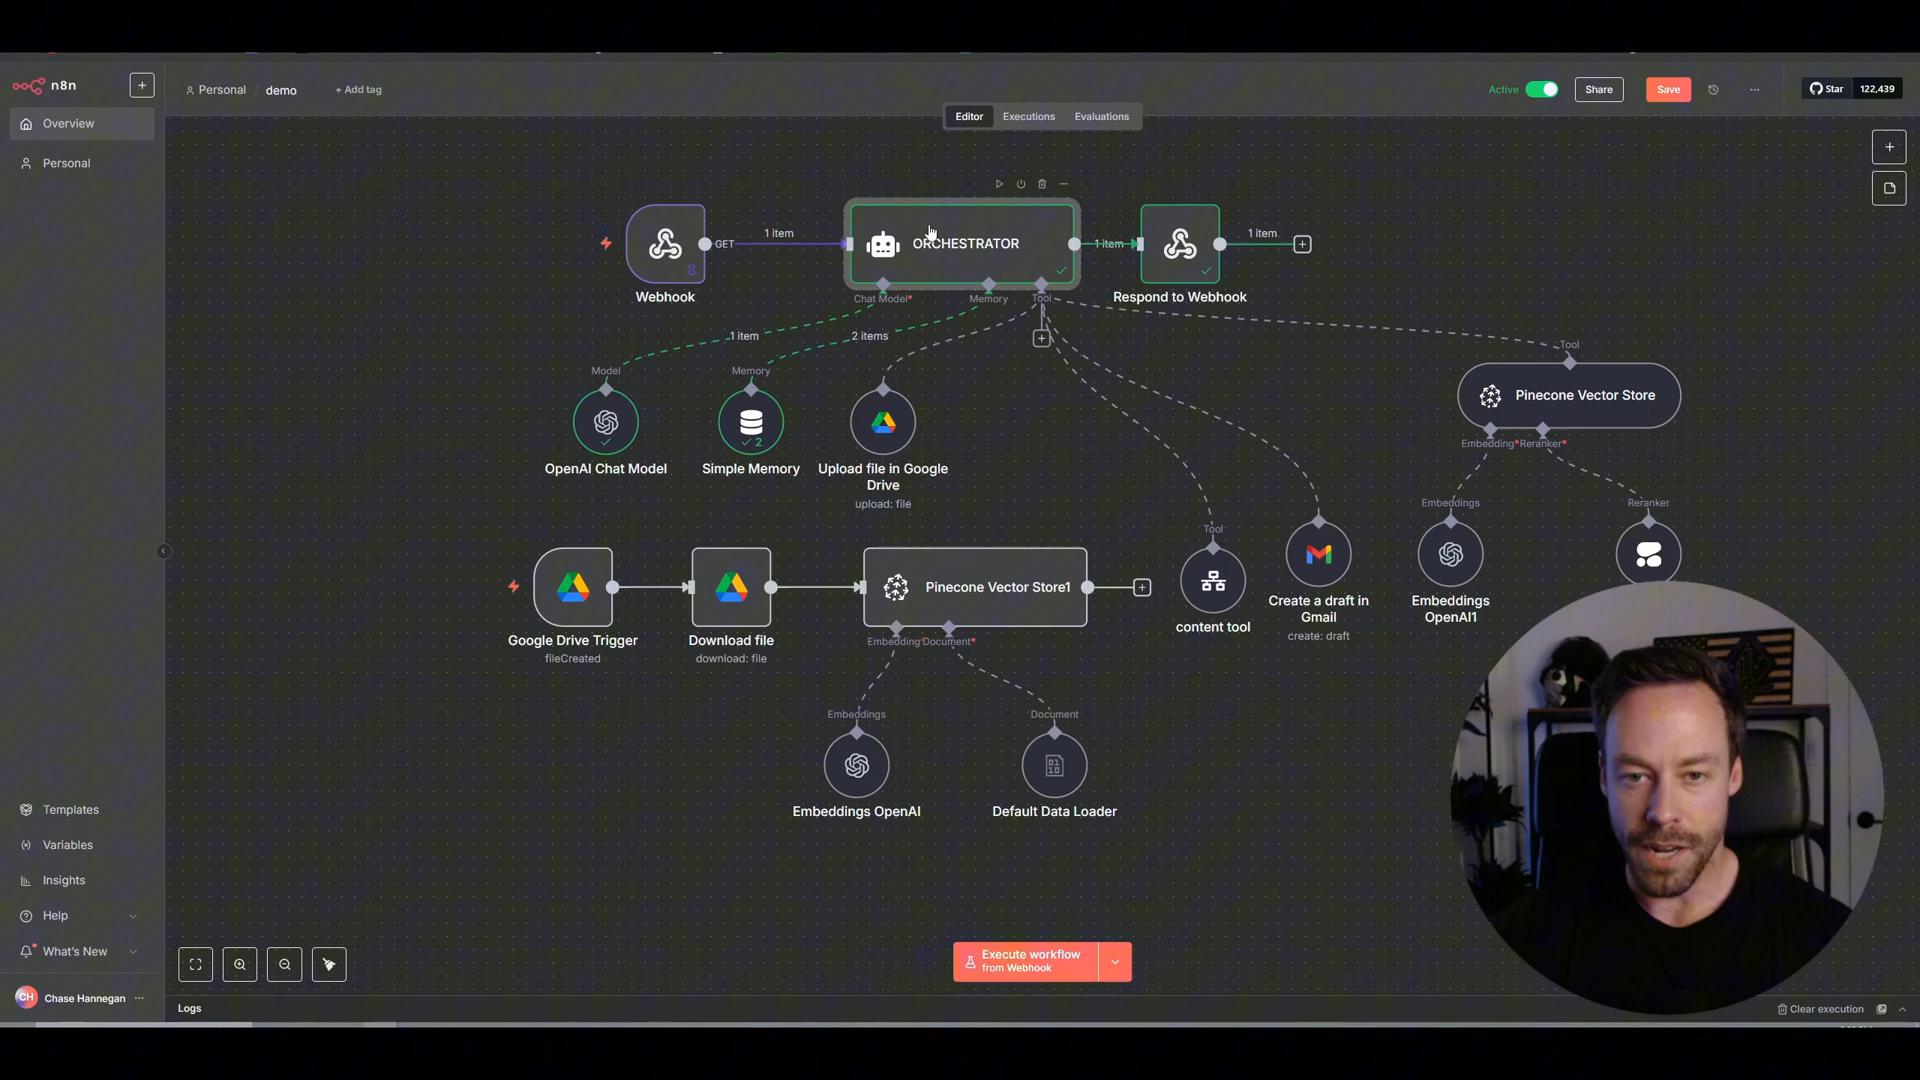 n8n
Personal
demo
+ Add tag
Active
Share
Save
Star
122,439
Overview
Editor
Executions
Evaluations
Personal
GET
1 item
ORCHESTRATOR
1 item
1 item
Webhook
Chat Model*
Memory
Tool
Respond to Webhook
1 item
2 items
Tool
Model
Memory
Pinecone Vector Store
Embedding*
Reranker*
2
OpenAI Chat Model
Simple Memory
Upload file in Google
Drive
upload: file
Embeddings
Reranker
Tool
Pinecone Vector Store1
Create a draft in
Gmail
create: draft
Embeddings
OpenAI1
content tool
Google Drive Trigger
fileCreated
Download file
download: file
Embedding*
Document*
Embeddings
Document
01
10
Embeddings OpenAI
Default Data Loader
Templates
Variables
Insights
Help
What's New
Execute workflow
from Webhook
CH
Chase Hannegan
Logs
Clear execution